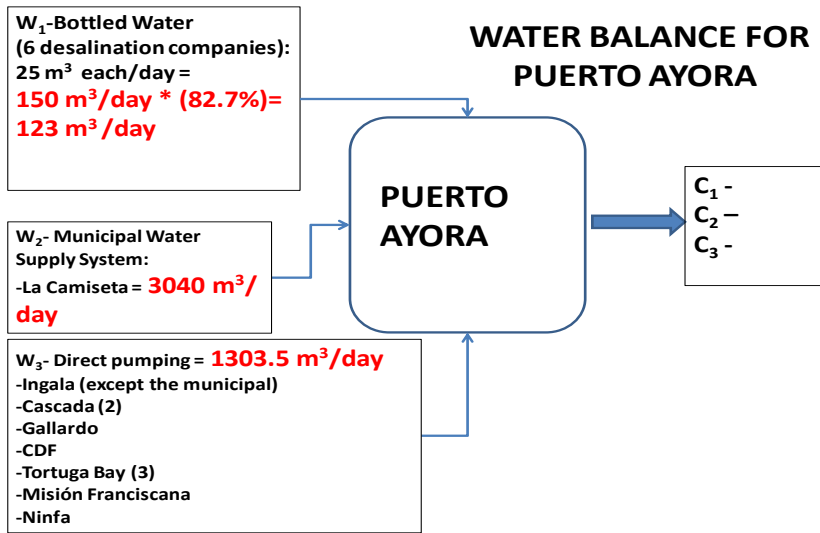 WATER BALANCE FOR
PUERTO AYORA
W₁-Bottled Water
(6 desalination companies):
25 m³ each/day =
150 m³/day * (82.7%)=
123 m³/day
W₂- Municipal Water
Supply System:
-La Camiseta = 3040 m³/
day
W₃- Direct pumping = 1303.5 m³/day
-Ingala (except the municipal)
-Cascada (2)
-Gallardo
-CDF
-Tortuga Bay (3)
-Misión Franciscana
-Ninfa
PUERTO
AYORA
C₁ -
C₂ –
C₃ -